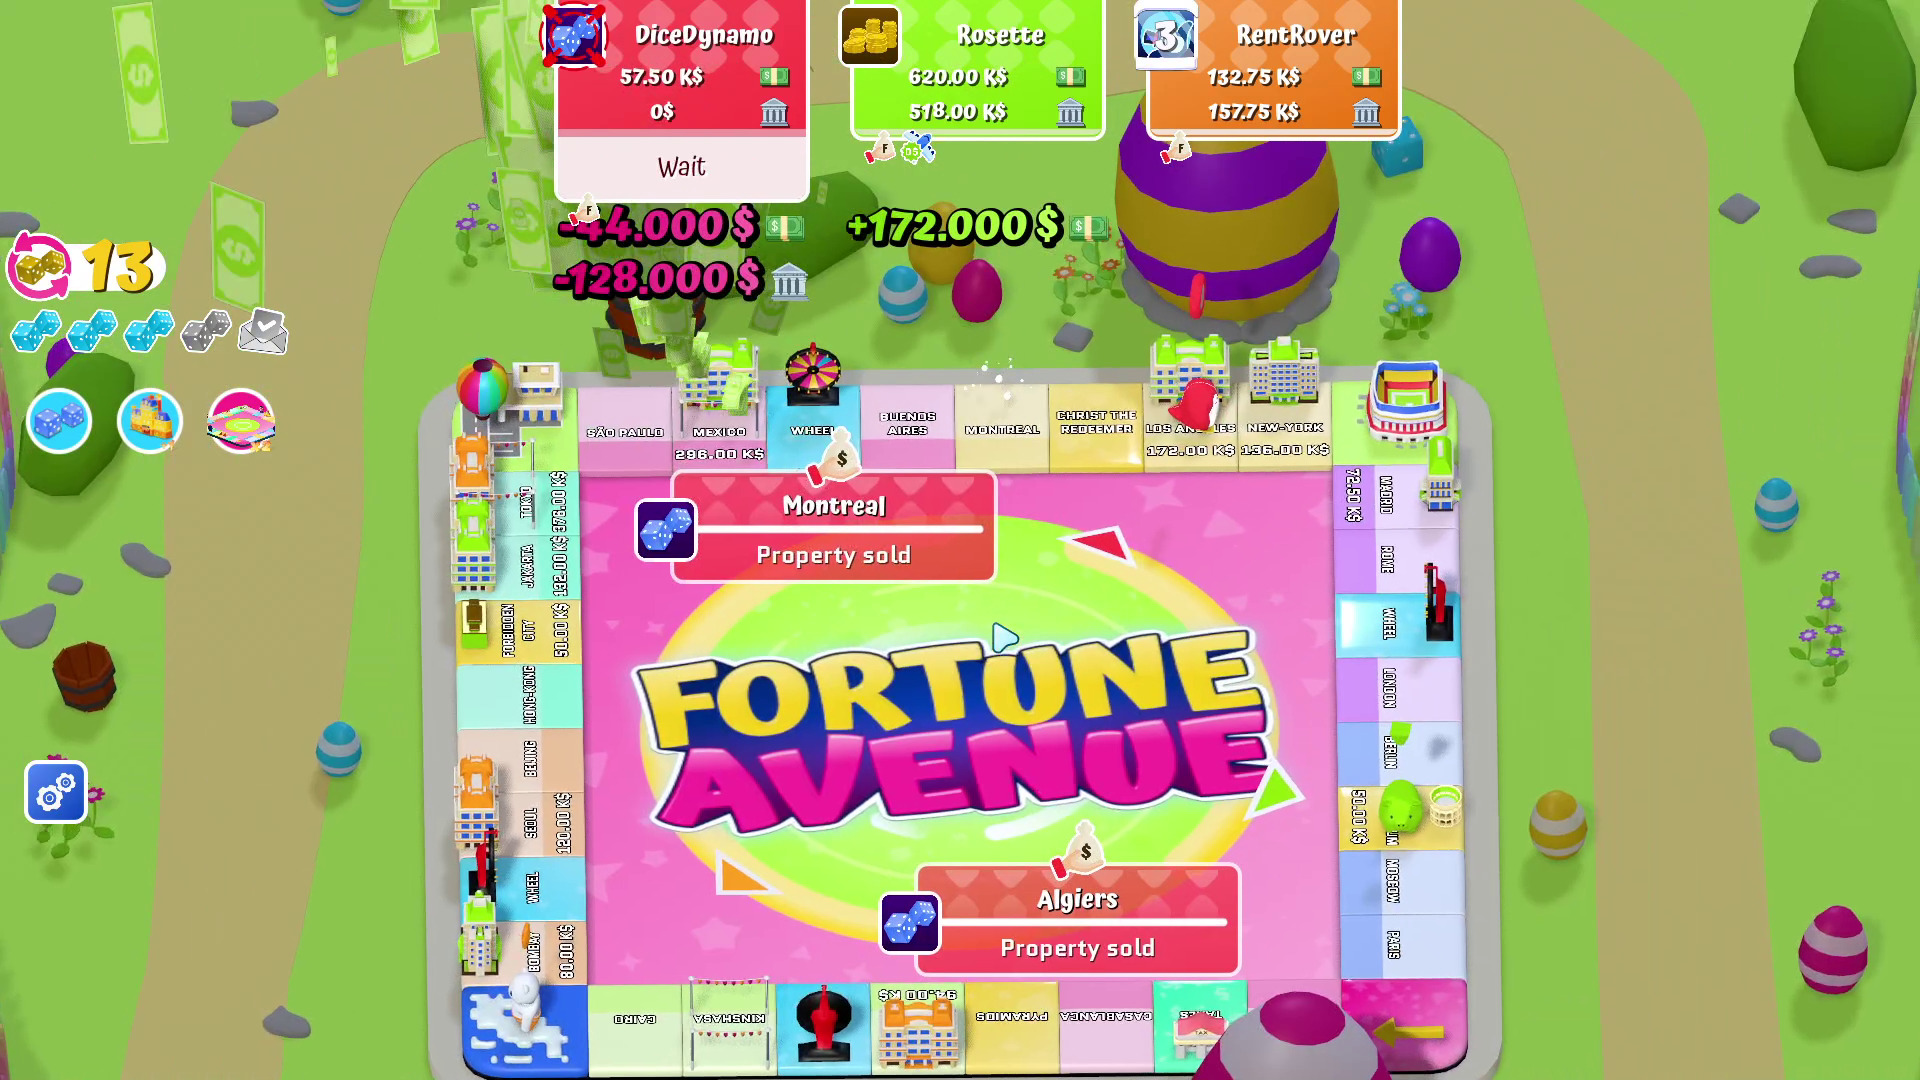 DiceDynamo
57.50 K$
0$
Wait
F
-44.000 $
-128.000 $
Rosette
620.00 K$
518.00 K$
F
0$
+172.000 $
3
RentRover
132.75 K$
157.75 K$
F
13
SÃO PAULO
MEXICO
296.00 K$
WHEEL
BUENOS
AIRES
MONTREAL
CHRIST THE
REDEEMER
172.00 K$
NEW-YORK
136.00 K$
TOKYO
376.00 K$
JAKARTA
132.00 K$
FORBIDDEN
CITY
50.00 K$
HONG-KONG
BEIJING
SEOUL
120.00 K$
WHEEL
BOMBAY
80.00 K$
MADRID
72.50 K$
ROME
WHEEL
LONDON
BERLIN
50.00 K$
MOSCOW
PARIS
$
Montreal
Property sold
FORTUNE
AVENUE
$
Algiers
Property sold
CAIRO
KINSHASA
94.00 K$
PYRAMIDS
CASABLANCA
TAXES
TAX